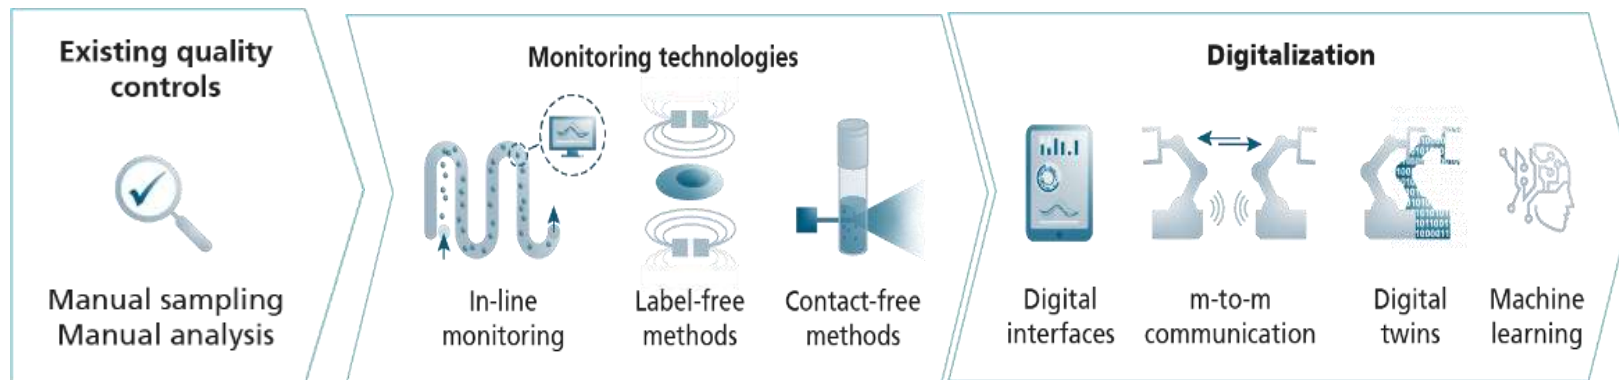 Existing quality
controls
Manual sampling
Manual analysis
Monitoring technologies
In-line
monitoring
Label-free
methods
Contact-free
methods
Digitalization
Digital
interfaces
m-to-m
communication
Digital
twins
Machine
learning